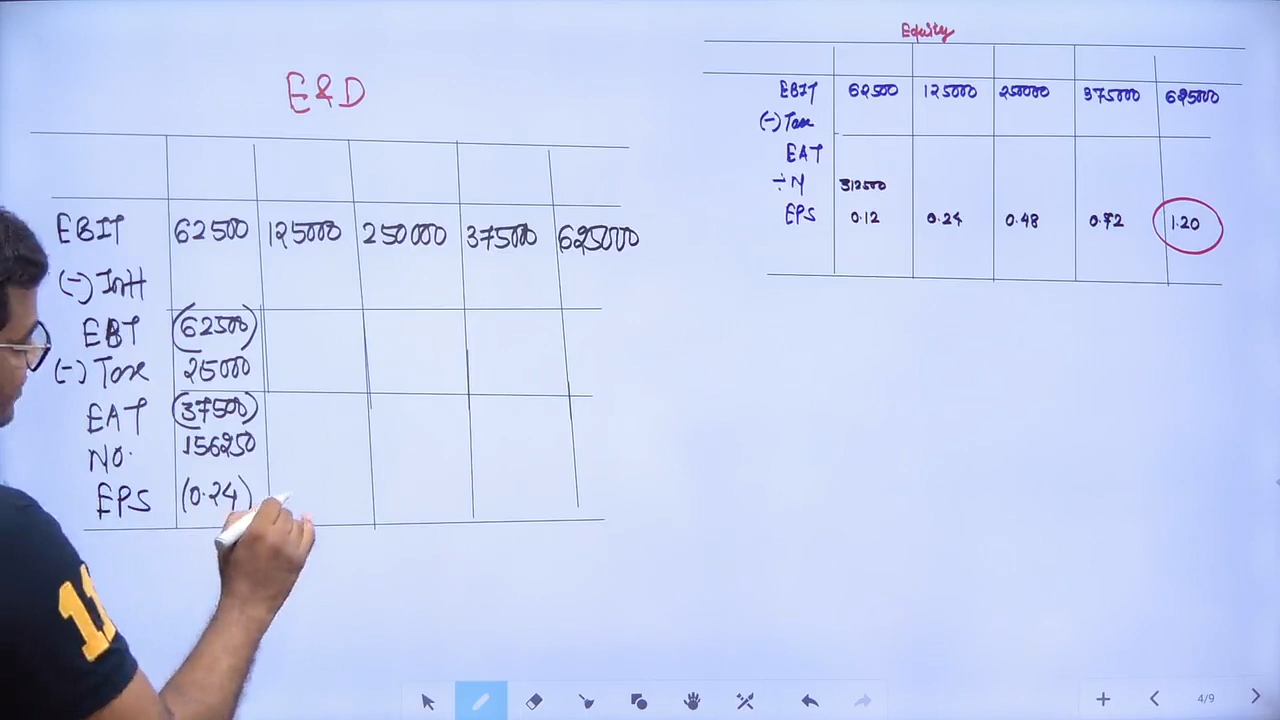 E&D
EBIT 62500 125000 250000 375000 625000
(-) Intt
EBT (62500)
(-) Tax 25000
EAT (37500)
No. 156250
EPS (0.24)
Equity
EBIT 62500 125000 250000 375000 625000
(-) Tax
EAT
÷ N 312500
EPS 0.12 0.24 0.48 0.72 1.20
11
4/9